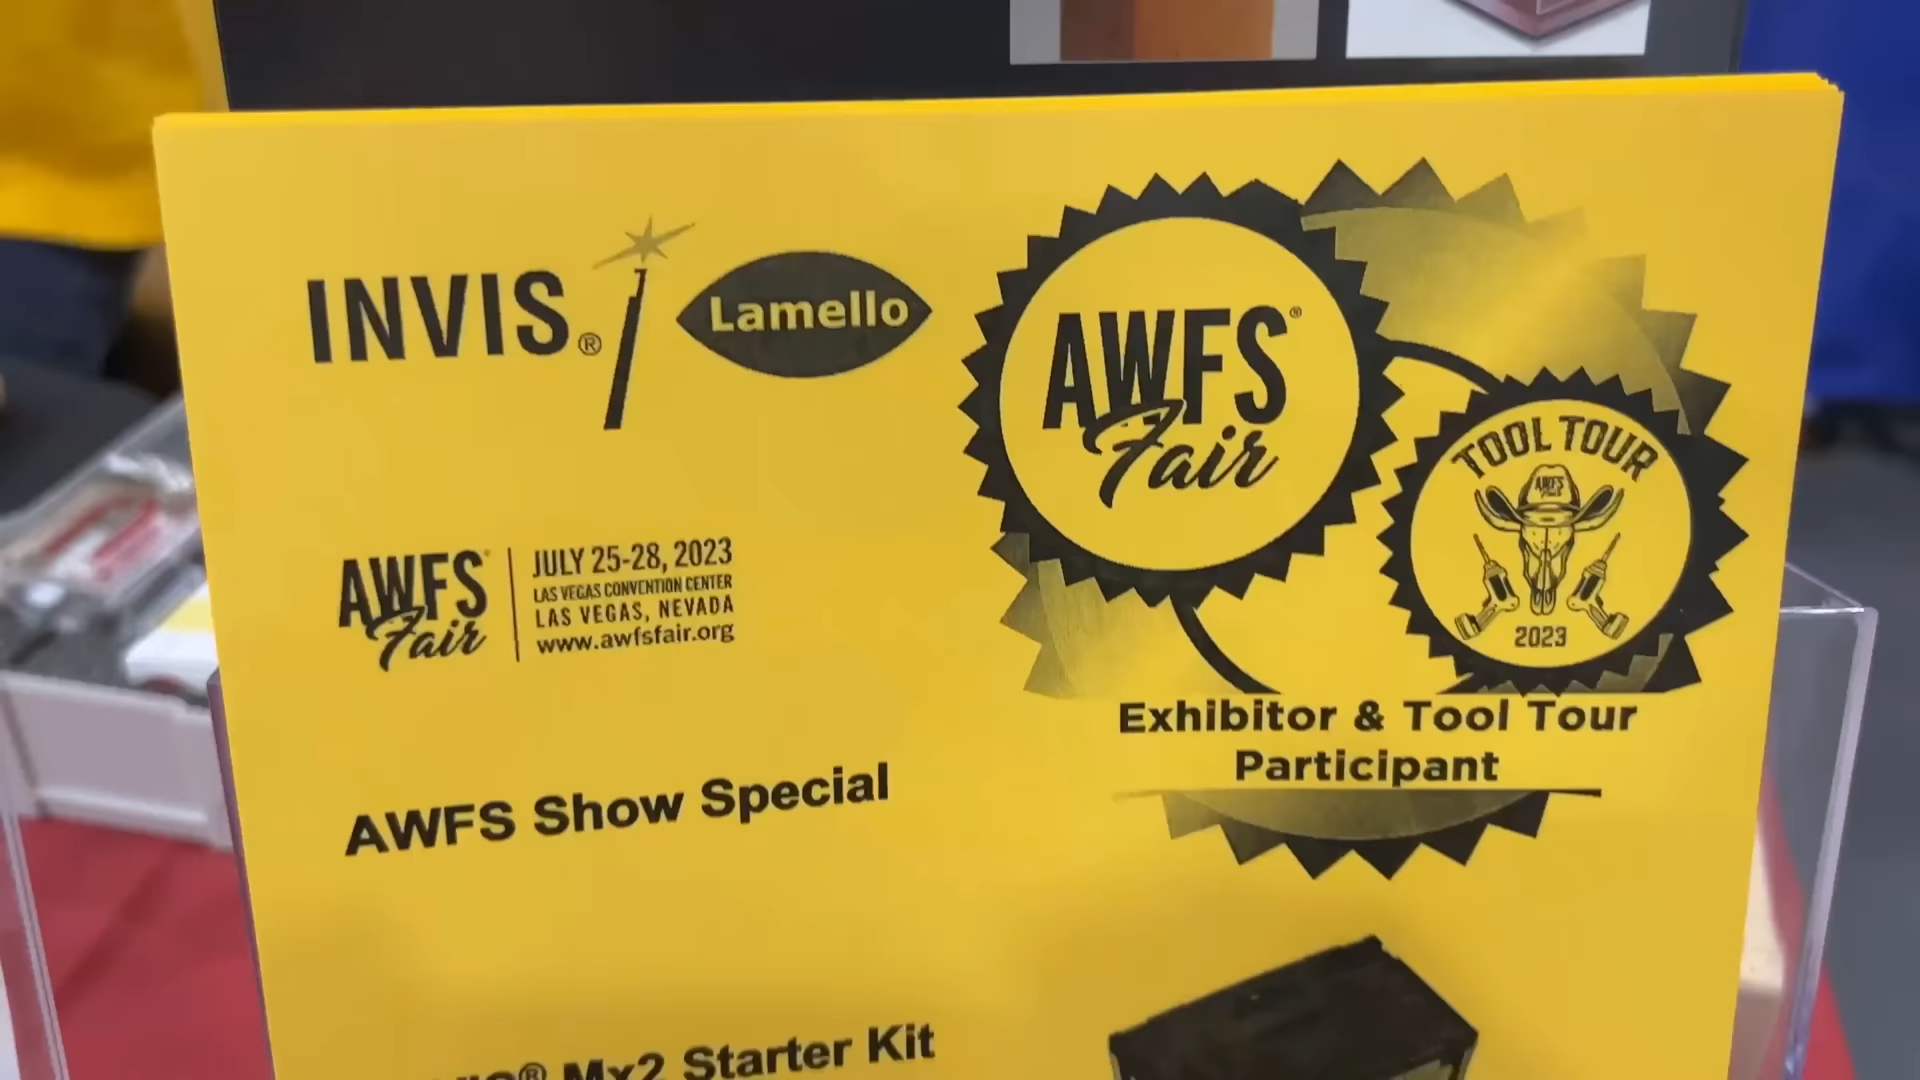 INVIS®
Lamello
AWFS®
Fair
TOOL TOUR
AWFS
2023
AWFS
Fair
JULY 25-28, 2023
LAS VEGAS CONVENTION CENTER
LAS VEGAS, NEVADA
www.awfsfair.org
Exhibitor & Tool Tour
Participant
AWFS Show Special
Mx2 Starter Kit